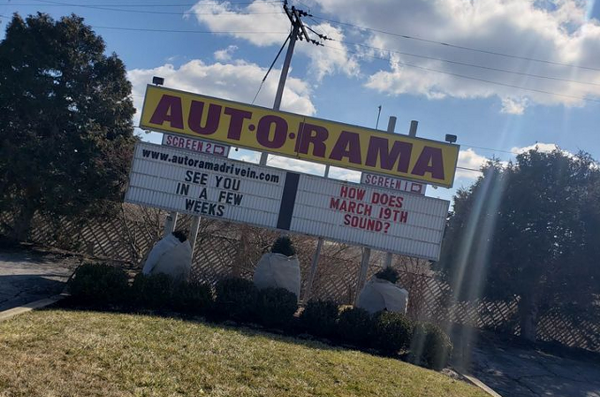 AUT•O•RAMA
SCREEN 2
www.autoramadrivein.com
SEE YOU
IN A FEW
WEEKS
SCREEN 1
HOW DOES
MARCH 19TH
SOUND?